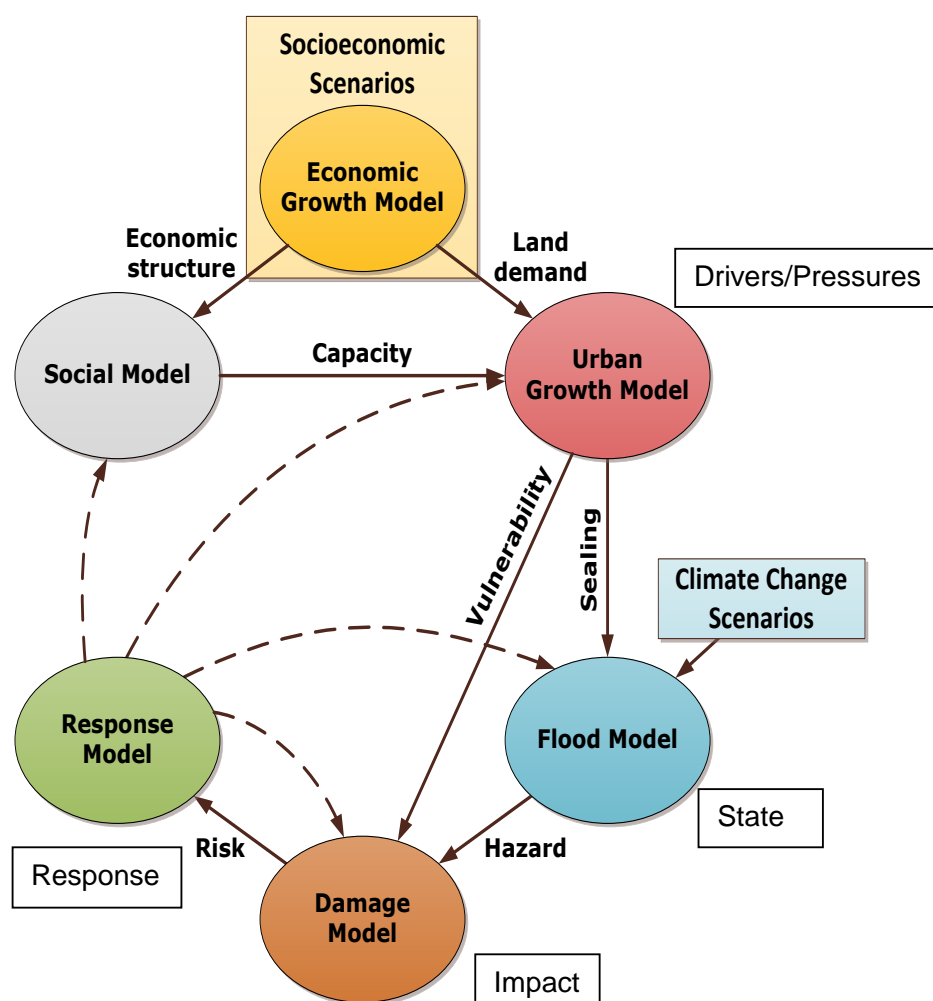 Socioeconomic
Scenarios
Economic
Growth Model
Economic
structure
Land
demand
Drivers/Pressures
Social Model
Capacity
Urban
Growth Model
Vulnerability
Sealing
Climate Change
Scenarios
Response
Model
Flood Model
State
Risk
Hazard
Response
Damage
Model
Impact